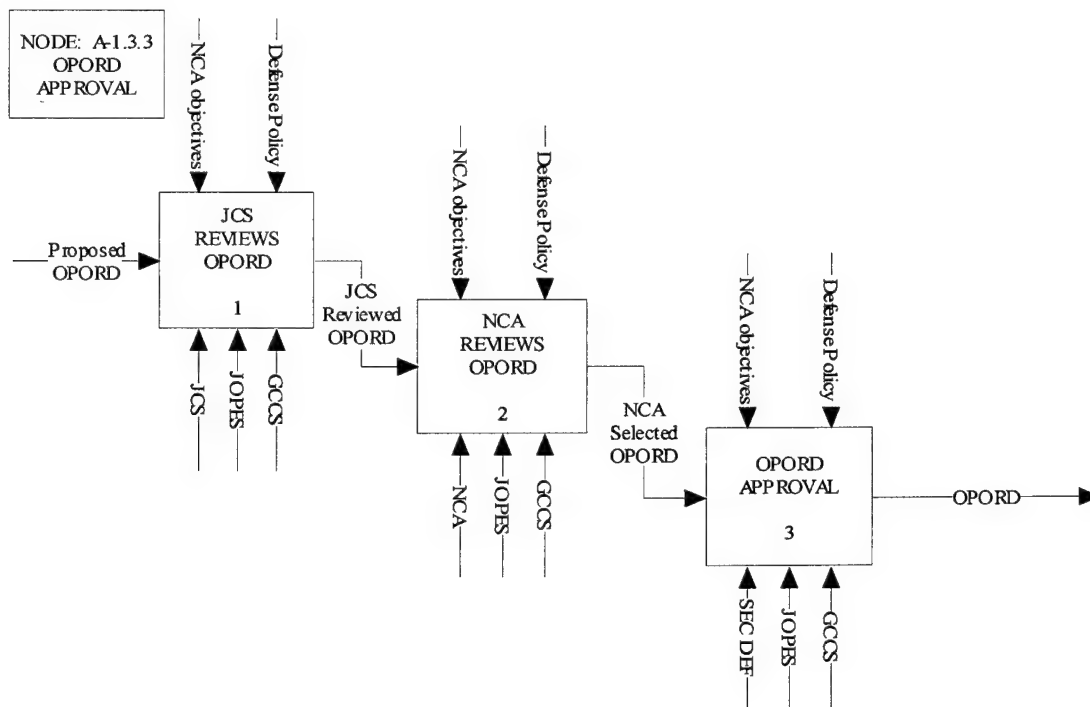 NODE: A-1.3.3
OPORD
APPROVAL
NCA objectives
Defense Policy
Proposed
OPORD
JCS
REVIEWS
OPORD
1
JCS
JOPES
GCCS
JCS
Reviewed
OPORD
NCA objectives
Defense Policy
NCA
REVIEWS
OPORD
2
NCA
JOPES
GCCS
NCA
Selected
OPORD
NCA objectives
Defense Policy
OPORD
APPROVAL
3
SEC DEF
JOPES
GCCS
OPORD